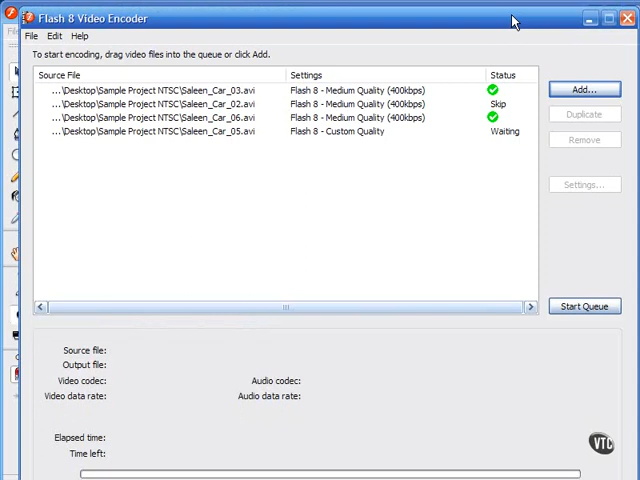 Flash 8 Video Encoder
File Edit Help
To start encoding, drag video files into the queue or click Add.
Source File Settings Status
...\Desktop\Sample Project NTSC\Saleen_Car_03.avi Flash 8 - Medium Quality (400kbps)
...\Desktop\Sample Project NTSC\Saleen_Car_02.avi Flash 8 - Medium Quality (400kbps) Skip
...\Desktop\Sample Project NTSC\Saleen_Car_06.avi Flash 8 - Medium Quality (400kbps)
...\Desktop\Sample Project NTSC\Saleen_Car_05.avi Flash 8 - Custom Quality Waiting
Add...
Duplicate
Remove
Settings...
Start Queue
Source file:
Output file:
Video codec: Audio codec:
Video data rate: Audio data rate:
Elapsed time:
Time left:
VTC